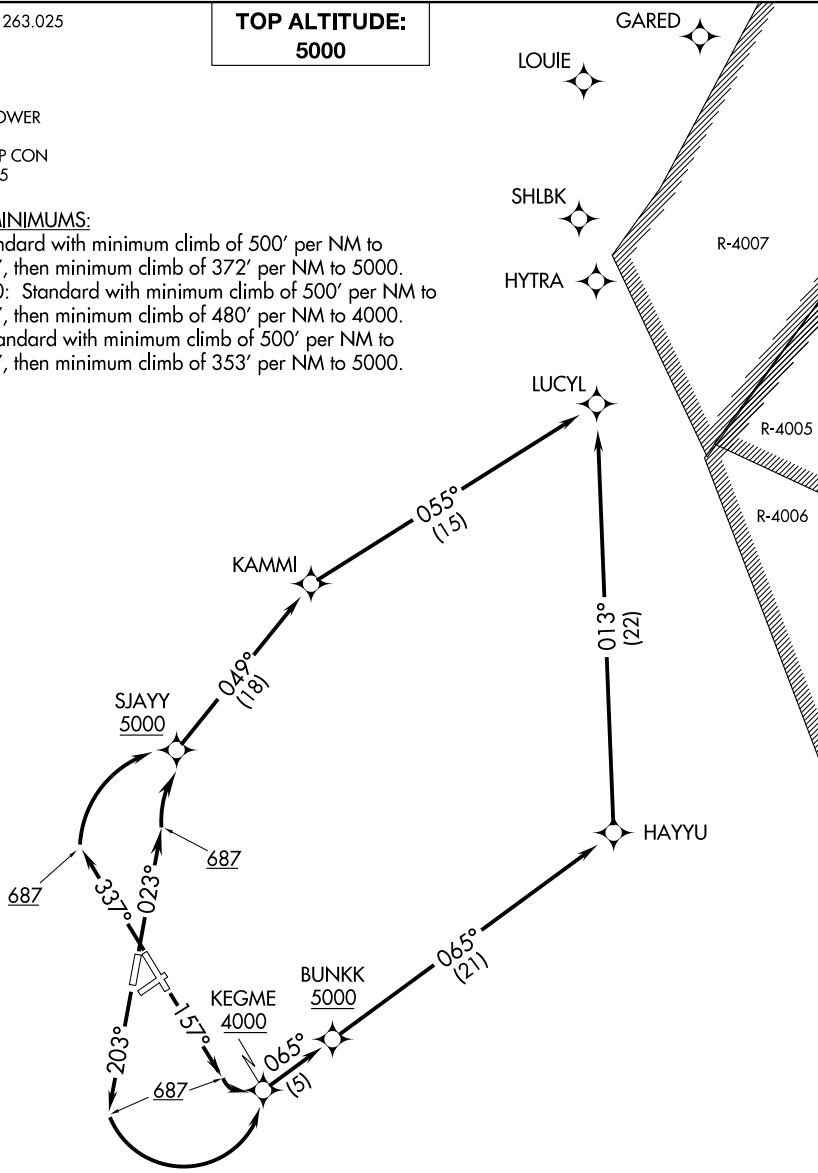 263.025
TOP ALTITUDE:
5000
GARED
LOUIE
OWER
P CON
5
SHLBK
MINIMUMS:
ndard with minimum climb of 500′ per NM to
′, then minimum climb of 372′ per NM to 5000.
0: Standard with minimum climb of 500′ per NM to
′, then minimum climb of 480′ per NM to 4000.
andard with minimum climb of 500′ per NM to
′, then minimum climb of 353′ per NM to 5000.
R-4007
HYTRA
LUCYL
R-4005
R-4006
055°
(15)
KAMMI
013°
(22)
049°
(18)
SJAYY
5000
HAYYU
687
687
337°
023°
065°
(21)
BUNKK
5000
KEGME
4000
157°
203°
065°
(5)
687